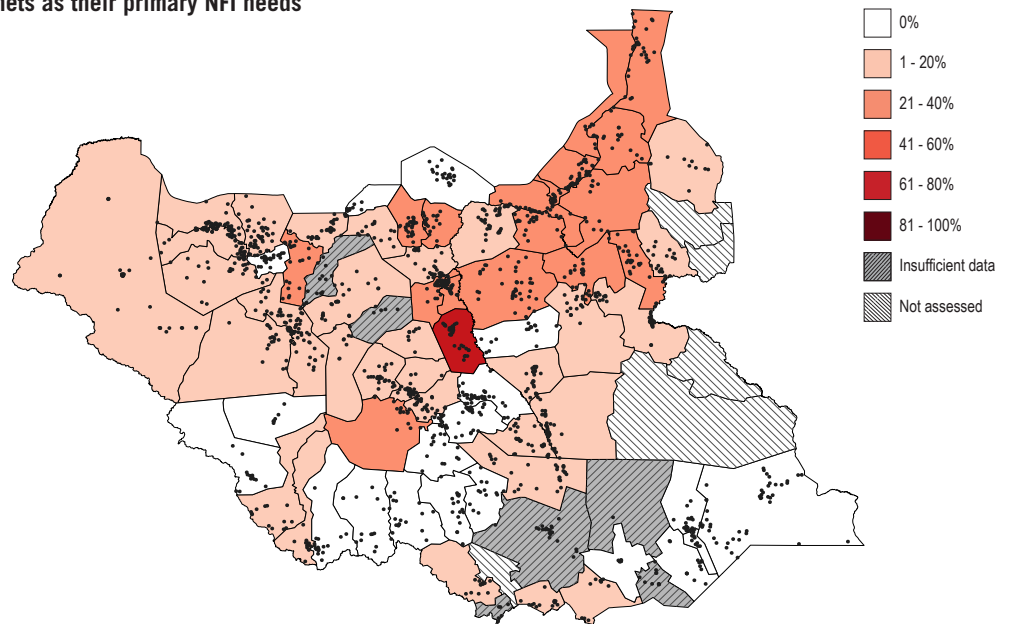 nets as their primary NFI needs
0%
1 - 20%
21 - 40%
41 - 60%
61 - 80%
81 - 100%
Insufficient data
Not assessed